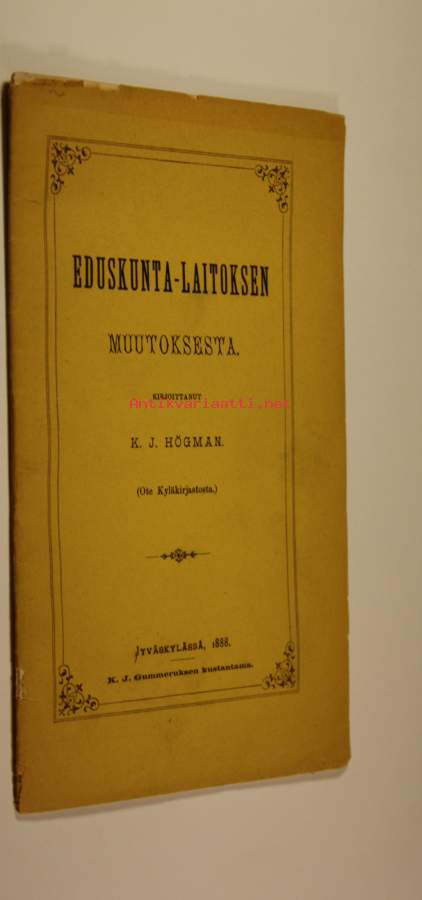 EDUSKUNTA-LAITOKSEN
MUUTOKSESTA.
KIRJOITTANUT
Antikvariaatti.net
K. J. HÖGMAN.
(Ote Kyläkirjastosta.)
JYVÄSKYLÄSSÄ, 1888.
K. J. Gummeruksen kustantama.